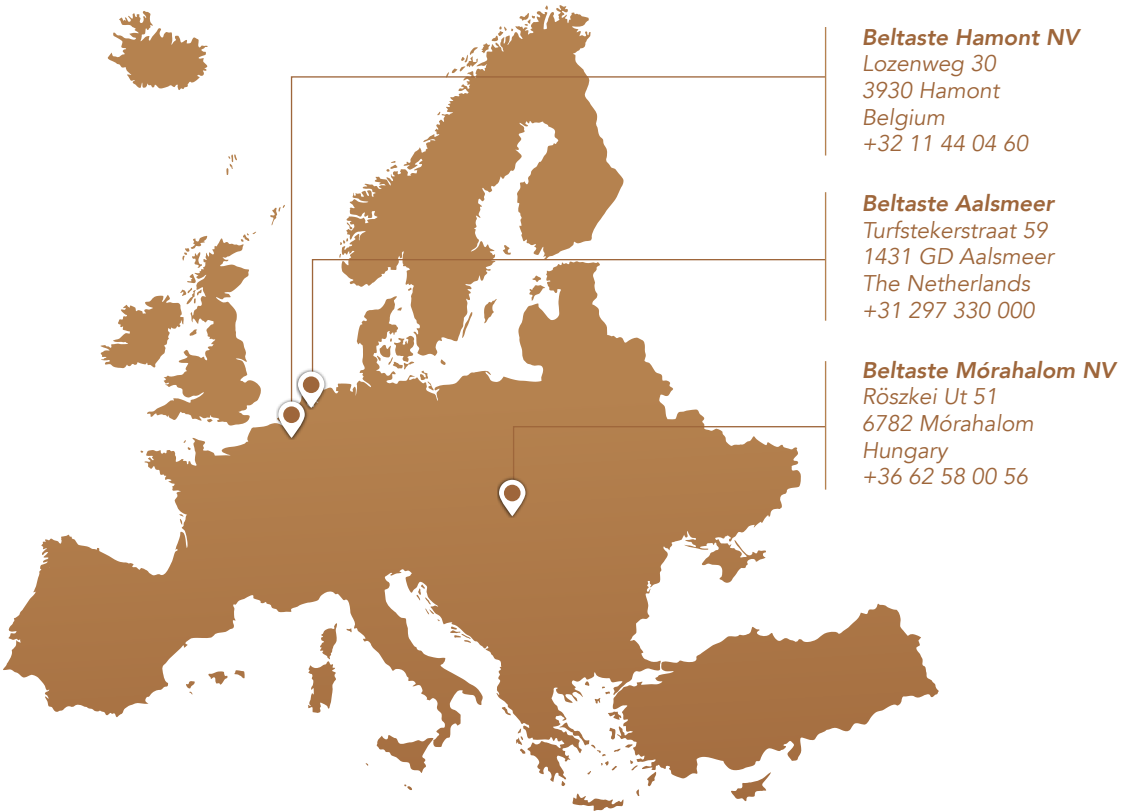 Beltaste Hamont NV
Lozenweg 30
3930 Hamont
Belgium
+32 11 44 04 60
Beltaste Aalsmeer
Turfstekerstraat 59
1431 GD Aalsmeer
The Netherlands
+31 297 330 000
Beltaste Mórahalom NV
Röszkei Ut 51
6782 Mórahalom
Hungary
+36 62 58 00 56